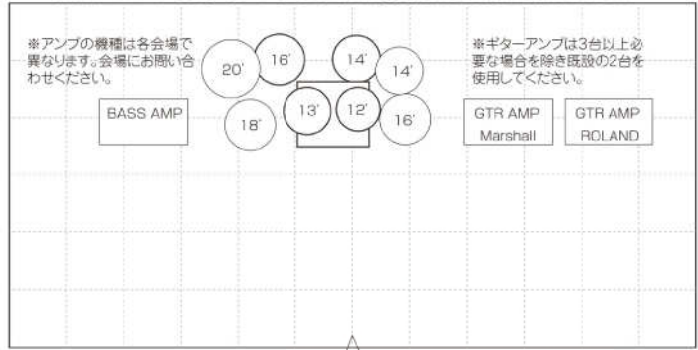 ※アンプの機種は各会場で
異なります。会場にお問い合
わせください。
※ギターアンプは3台以上必
要な場合を除き既設の2台を
使用してください。
20'
16'
14'
14'
BASS AMP
18'
13'
12'
16'
GTR AMP
Marshall
GTR AMP
ROLAND